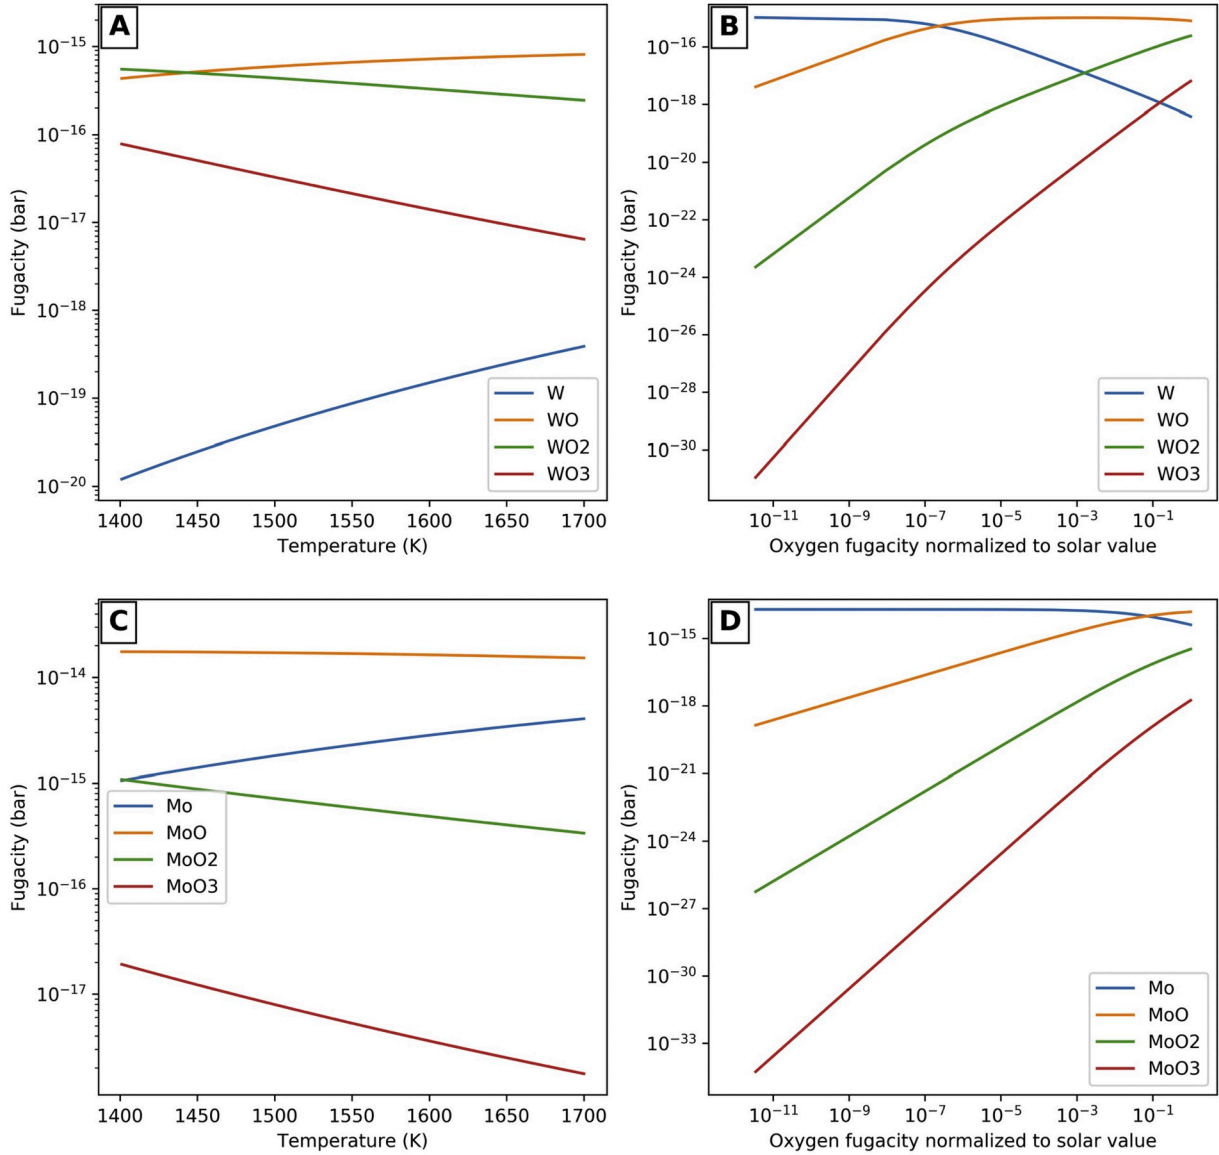 A
Fugacity (bar)
10⁻¹⁵
10⁻¹⁶
10⁻¹⁷
10⁻¹⁸
10⁻¹⁹
10⁻²⁰
W
WO
WO2
WO3
1400 1450 1500 1550 1600 1650 1700
Temperature (K)
B
Fugacity (bar)
10⁻¹⁶
10⁻¹⁸
10⁻²⁰
10⁻²²
10⁻²⁴
10⁻²⁶
10⁻²⁸
10⁻³⁰
W
WO
WO2
WO3
10⁻¹¹ 10⁻⁹ 10⁻⁷ 10⁻⁵ 10⁻³ 10⁻¹
Oxygen fugacity normalized to solar value
C
Fugacity (bar)
10⁻¹⁴
10⁻¹⁵
10⁻¹⁶
10⁻¹⁷
Mo
MoO
MoO2
MoO3
1400 1450 1500 1550 1600 1650 1700
Temperature (K)
D
Fugacity (bar)
10⁻¹⁵
10⁻¹⁸
10⁻²¹
10⁻²⁴
10⁻²⁷
10⁻³⁰
10⁻³³
Mo
MoO
MoO2
MoO3
10⁻¹¹ 10⁻⁹ 10⁻⁷ 10⁻⁵ 10⁻³ 10⁻¹
Oxygen fugacity normalized to solar value